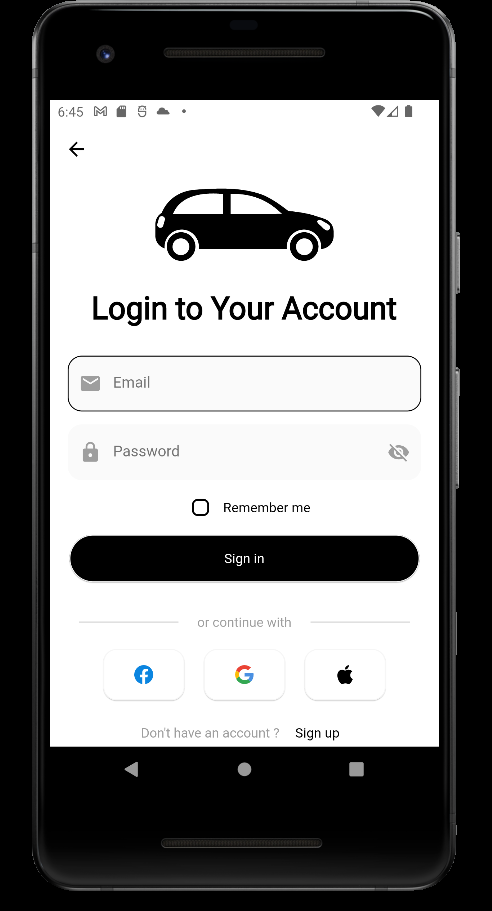 6:45
Login to Your Account
Email
Password
Remember me
Sign in
or continue with
Don't have an account ? Sign up